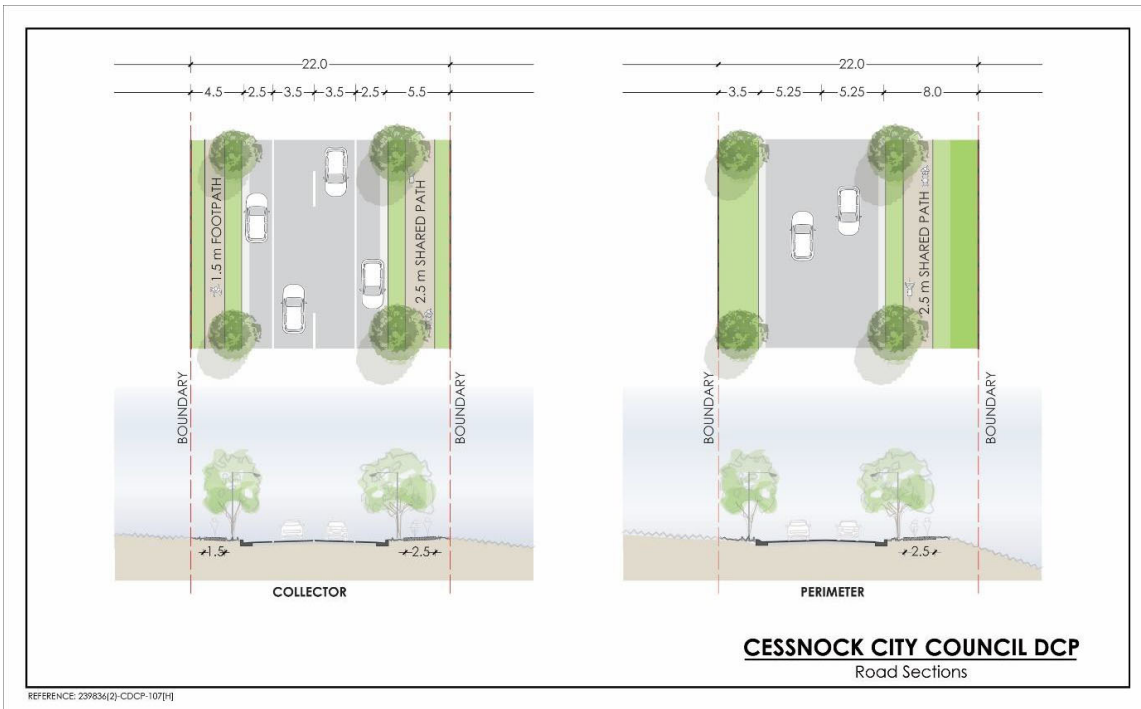 22.0
4.5 2.5 3.5 3.5 2.5 5.5
1.5 m FOOTPATH
2.5 m SHARED PATH
BOUNDARY
BOUNDARY
1.5
2.5
COLLECTOR
22.0
3.5 5.25 5.25 8.0
2.5 m SHARED PATH
BOUNDARY
BOUNDARY
2.5
PERIMETER
CESSNOCK CITY COUNCIL DCP
Road Sections
REFERENCE: 239836(2)-CDCP-107[H]